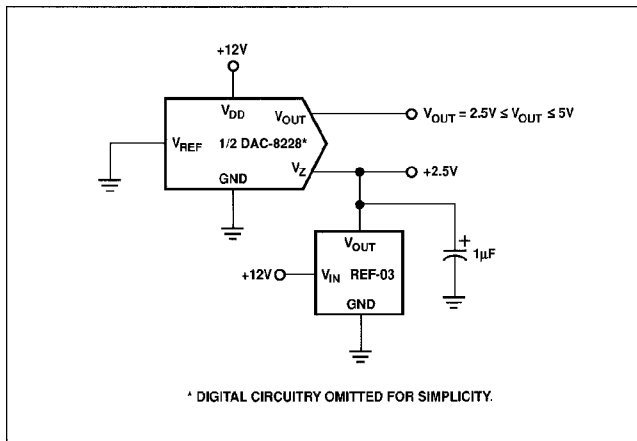 +12V
V_DD
V_OUT
V_OUT = 2.5V ≤ V_OUT ≤ 5V
V_REF
1/2 DAC-8228*
V_Z
+2.5V
GND
V_OUT
+
1μF
+12V
V_IN
REF-03
GND
* DIGITAL CIRCUITRY OMITTED FOR SIMPLICITY.